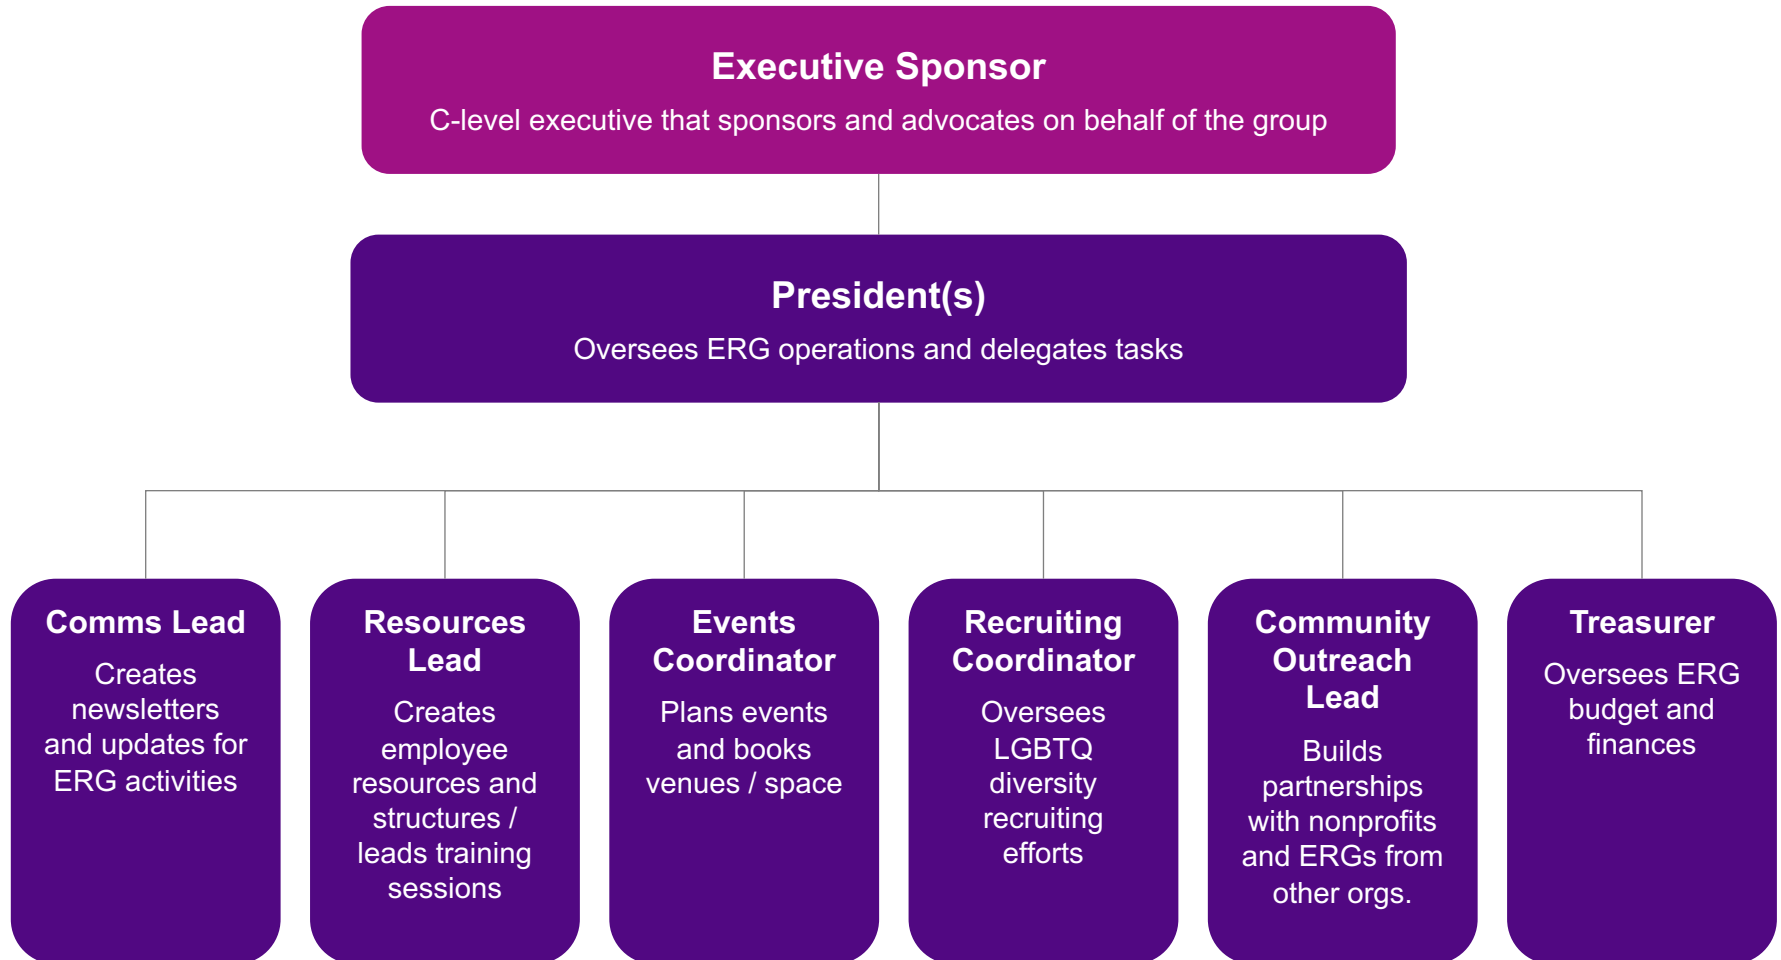 Executive Sponsor
C-level executive that sponsors and advocates on behalf of the group
President(s)
Oversees ERG operations and delegates tasks
Comms Lead
Creates
newsletters
and updates for
ERG activities
Resources
Lead
Creates
employee
resources and
structures /
leads training
sessions
Events
Coordinator
Plans events
and books
venues / space
Recruiting
Coordinator
Oversees
LGBTQ
diversity
recruiting
efforts
Community
Outreach
Lead
Builds
partnerships
with nonprofits
and ERGs from
other orgs.
Treasurer
Oversees ERG
budget and
finances